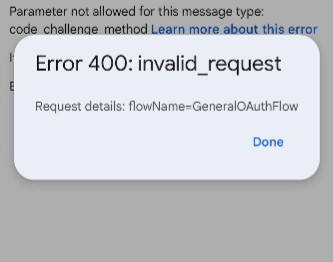 Parameter not allowed for this message type:
code_challenge_method Learn more about this error
Error 400: invalid_request
Request details: flowName=GeneralOAuthFlow
Done